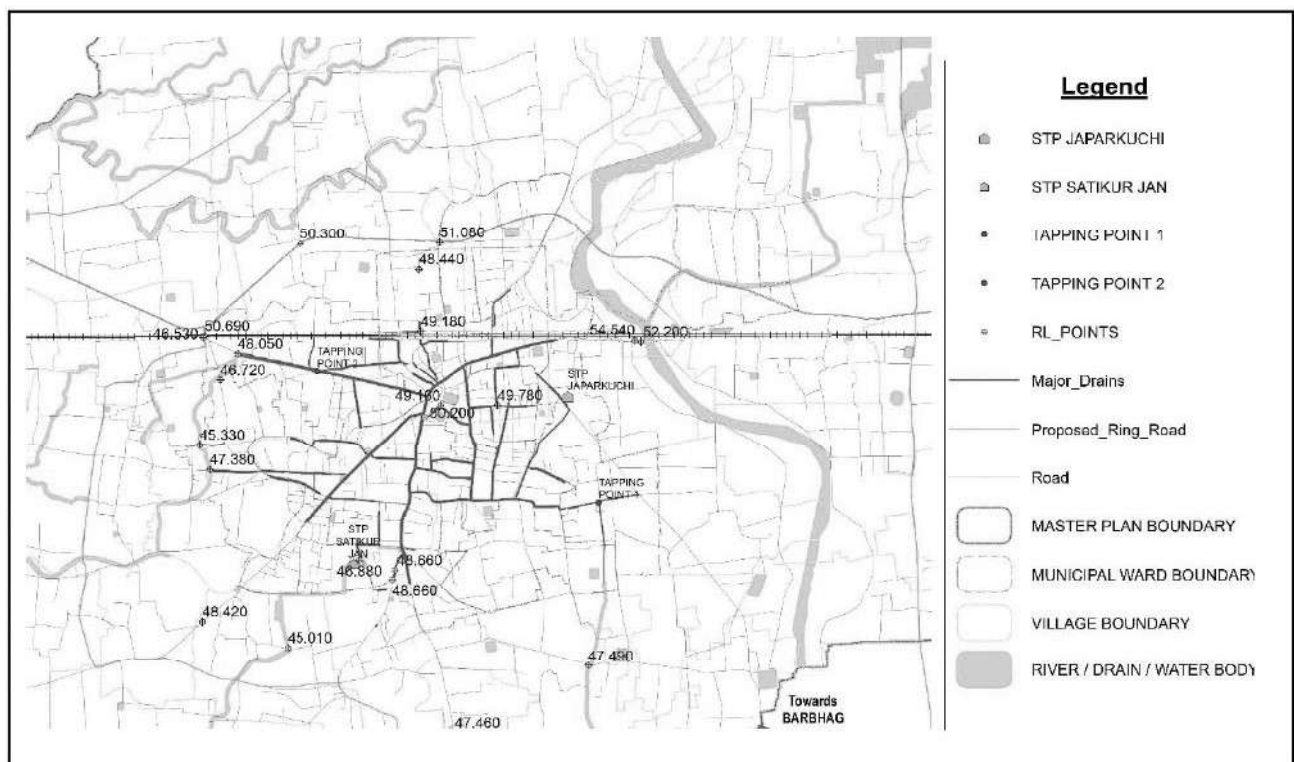 50.300
51.080
48.440
50.690
46.530
48.050
49.180
54.540
52.200
46.720
TAPPING
POINT 2
STP
JAPARKUCHI
49.160
50.200
49.780
45.330
47.380
TAPPING
POINT 1
STP
SATIKUR
JAN
46.880
48.660
48.660
48.420
45.010
47.490
47.460
Towards
BARBHAG
Legend
STP JAPARKUCHI
STP SATIKUR JAN
TAPPING POINT 1
TAPPING POINT 2
RL_POINTS
Major_Drains
Proposed_Ring_Road
Road
MASTER PLAN BOUNDARY
MUNICIPAL WARD BOUNDARY
VILLAGE BOUNDARY
RIVER / DRAIN / WATER BODY